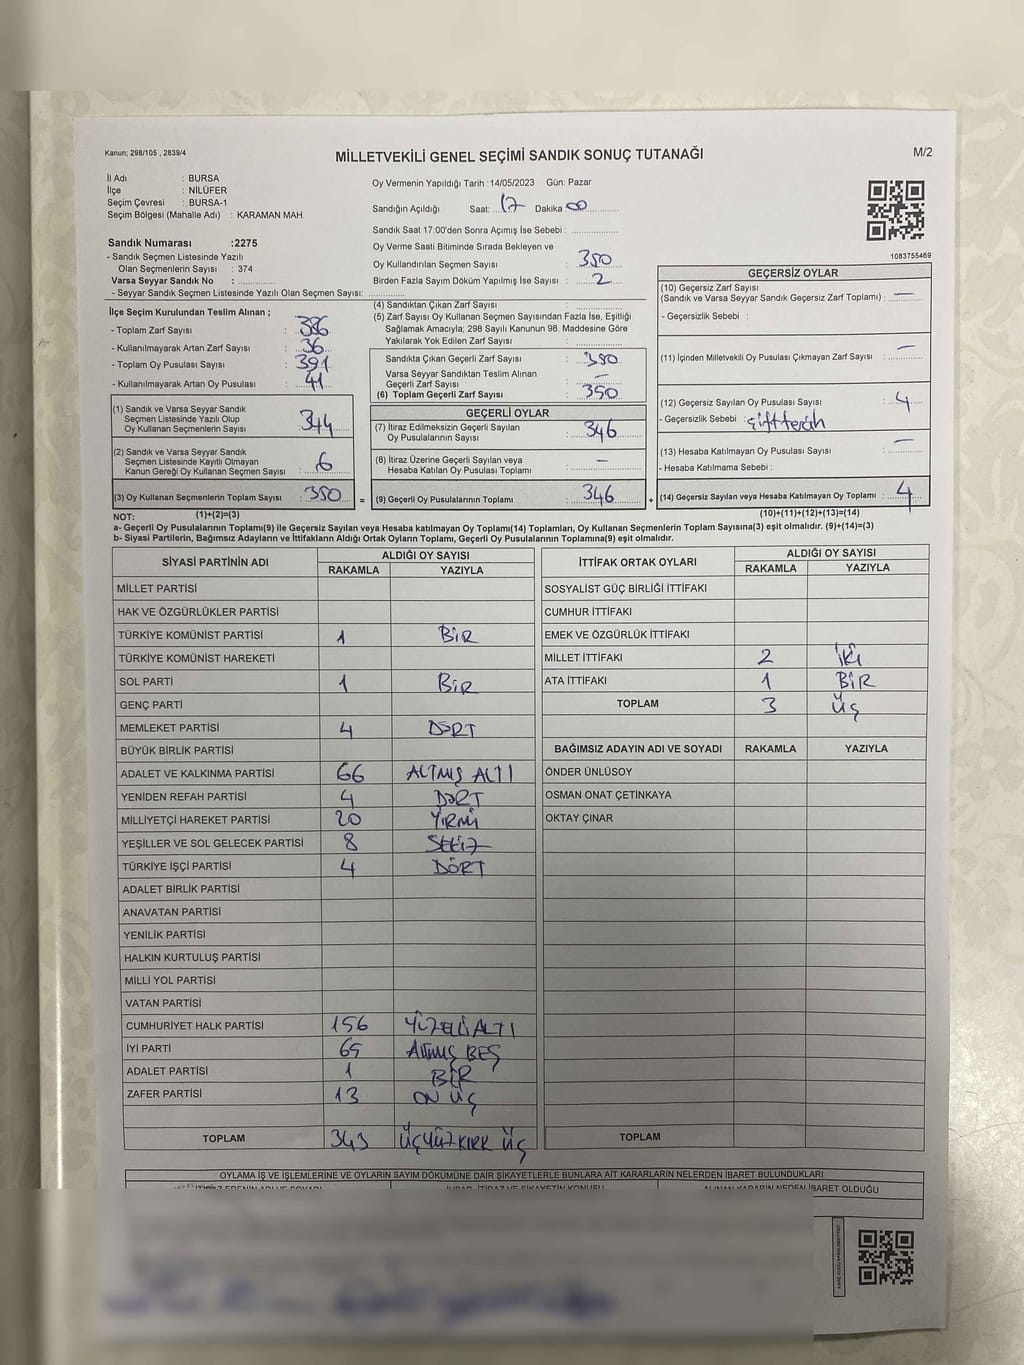 Kanun; 298/105 , 2839/4
MİLLETVEKİLİ GENEL SEÇİMİ SANDIK SONUÇ TUTANAĞI
M/2
İl Adı : BURSA
İlçe : NİLÜFER
Seçim Çevresi : BURSA-1
Seçim Bölgesi (Mahalle Adı) : KARAMAN MAH.
Sandık Numarası :2275
- Sandık Seçmen Listesinde Yazılı
Olan Seçmenlerin Sayısı : 374
Varsa Seyyar Sandık No :
- Seyyar Sandık Seçmen Listesinde Yazılı Olan Seçmen Sayısı:
Oy Vermenin Yapıldığı Tarih :14/05/2023 Gün: Pazar
Sandığın Açıldığı Saat: 17 Dakika 00
Sandık Saat 17:00'den Sonra Açımış İse Sebebi :
Oy Verme Saati Bitiminde Sırada Bekleyen ve
Oy Kullandırılan Seçmen Sayısı : 350
Birden Fazla Sayım Döküm Yapılmış İse Sayısı : 2
1083755469
İlçe Seçim Kurulundan Teslim Alınan ;
- Toplam Zarf Sayısı : 386
- Kullanılmayarak Artan Zarf Sayısı : 36
- Toplam Oy Pusulası Sayısı : 391
- Kullanılmayarak Artan Oy Pusulası : 41
(1) Sandık ve Varsa Seyyar Sandık
Seçmen Listesinde Yazılı Olup
Oy Kullanan Seçmenlerin Sayısı : 344
(2) Sandık ve Varsa Seyyar Sandık
Seçmen Listesinde Kayıtlı Olmayan
Kanun Gereği Oy Kullanan Seçmen Sayısı : 6
(3) Oy Kullanan Seçmenlerin Toplam Sayısı : 350
(4) Sandıktan Çıkan Zarf Sayısı :
(5) Zarf Sayısı Oy Kullanan Seçmen Sayısından Fazla İse, Eşitliği
Sağlamak Amacıyla; 298 Sayılı Kanunun 98. Maddesine Göre
Yakılarak Yok Edilen Zarf Sayısı :
Sandıkta Çıkan Geçerli Zarf Sayısı : 350
Varsa Seyyar Sandıktan Teslim Alınan
Geçerli Zarf Sayısı : —
(6) Toplam Geçerli Zarf Sayısı : 350
GEÇERLİ OYLAR
(7) İtiraz Edilmeksizin Geçerli Sayılan
Oy Pusulalarının Sayısı : 346
(8) İtiraz Üzerine Geçerli Sayılan veya
Hesaba Katılan Oy Pusulası Toplamı : —
= (9) Geçerli Oy Pusulalarının Toplamı : 346
GEÇERSİZ OYLAR
(10) Geçersiz Zarf Sayısı
(Sandık ve Varsa Seyyar Sandık Geçersiz Zarf Toplamı) : —
- Geçersizlik Sebebi :
(11) İçinden Milletvekili Oy Pusulası Çıkmayan Zarf Sayısı : —
(12) Geçersiz Sayılan Oy Pusulası Sayısı : 4
- Geçersizlik Sebebi : çift tercih
(13) Hesaba Katılmayan Oy Pusulası Sayısı : —
- Hesaba Katılmama Sebebi :
+ (14) Geçersiz Sayılan veya Hesaba Katılmayan Oy Toplamı : 4
NOT: (1)+(2)=(3) (10)+(11)+(12)+(13)=(14)
a- Geçerli Oy Pusulalarının Toplamı(9) ile Geçersiz Sayılan veya Hesaba katılmayan Oy Toplamı(14) Toplamları, Oy Kullanan Seçmenlerin Toplam Sayısına(3) eşit olmalıdır. (9)+(14)=(3)
b- Siyasi Partilerin, Bağımsız Adayların ve İttifakların Aldığı Ortak Oyların Toplamı, Geçerli Oy Pusulalarının Toplamına(9) eşit olmalıdır.
SİYASİ PARTİNİN ADI ALDIĞI OY SAYISI
RAKAMLA YAZIYLA
MİLLET PARTİSİ
HAK VE ÖZGÜRLÜKLER PARTİSİ
TÜRKİYE KOMÜNİST PARTİSİ 1 BİR
TÜRKİYE KOMÜNİST HAREKETİ
SOL PARTİ 1 BİR
GENÇ PARTİ
MEMLEKET PARTİSİ 4 DÖRT
BÜYÜK BİRLİK PARTİSİ
ADALET VE KALKINMA PARTİSİ 66 ALTMIŞ ALTI
YENİDEN REFAH PARTİSİ 4 DÖRT
MİLLİYETÇİ HAREKET PARTİSİ 20 YİRMİ
YEŞİLLER VE SOL GELECEK PARTİSİ 8 SEKİZ
TÜRKİYE İŞÇİ PARTİSİ 4 DÖRT
ADALET BİRLİK PARTİSİ
ANAVATAN PARTİSİ
YENİLİK PARTİSİ
HALKIN KURTULUŞ PARTİSİ
MİLLİ YOL PARTİSİ
VATAN PARTİSİ
CUMHURİYET HALK PARTİSİ 156 YÜZELLİALTI
İYİ PARTİ 65 ALTMIŞ BEŞ
ADALET PARTİSİ 1 BİR
ZAFER PARTİSİ 13 ON ÜÇ
TOPLAM 343 ÜÇYÜZKIRK ÜÇ
İTTİFAK ORTAK OYLARI ALDIĞI OY SAYISI
RAKAMLA YAZIYLA
SOSYALİST GÜÇ BİRLİĞİ İTTİFAKI
CUMHUR İTTİFAKI
EMEK VE ÖZGÜRLÜK İTTİFAKI
MİLLET İTTİFAKI 2 İKİ
ATA İTTİFAKI 1 BİR
TOPLAM 3 ÜÇ
BAĞIMSIZ ADAYIN ADI VE SOYADI RAKAMLA YAZIYLA
ÖNDER ÜNLÜSOY
OSMAN ONAT ÇETİNKAYA
OKTAY ÇINAR
TOPLAM
OYLAMA İŞ VE İŞLEMLERİNE VE OYLARIN SAYIM DÖKÜMÜNE DAİR ŞİKAYETLERLE BUNLARA AİT KARARLARIN NELERDEN İBARET BULUNDUKLARI
ALINAN KARARIN NEDEN İBARET OLDUĞU